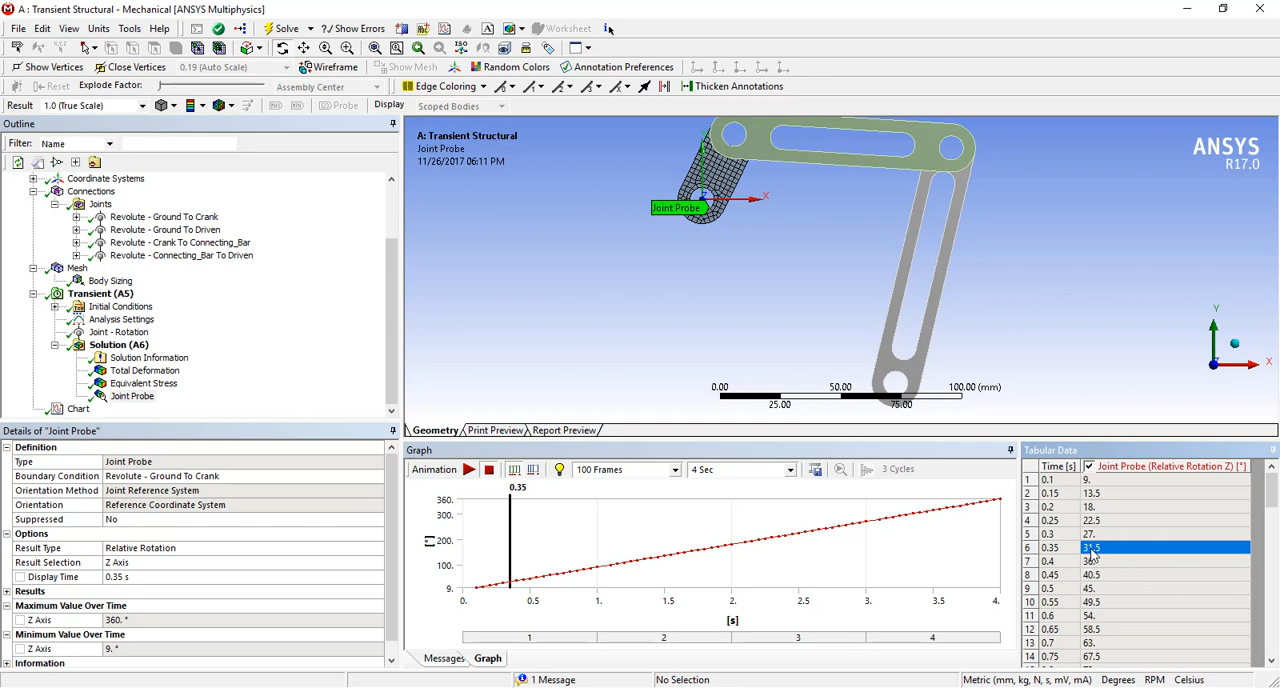 A : Transient Structural - Mechanical [ANSYS Multiphysics]
File Edit View Units Tools Help Solve ?/ Show Errors Worksheet
Show Vertices Close Vertices 0.19 (Auto Scale) Wireframe Show Mesh Random Colors Annotation Preferences
Reset Explode Factor: Assembly Center Edge Coloring Thicken Annotations
Result 1.0 (True Scale) Probe Display Scoped Bodies
Outline
Filter: Name
Coordinate Systems
Connections
Joints
Revolute - Ground To Crank
Revolute - Ground To Driven
Revolute - Crank To Connecting_Bar
Revolute - Connecting_Bar To Driven
Mesh
Body Sizing
Transient (A5)
Initial Conditions
Analysis Settings
Joint - Rotation
Solution (A6)
Solution Information
Total Deformation
Equivalent Stress
Joint Probe
Chart
A: Transient Structural
Joint Probe
11/26/2017 06:11 PM
ANSYS
R17.0
Y
X
Joint Probe
Y
X
0.00 50.00 100.00 (mm)
25.00 75.00
Geometry Print Preview Report Preview
Details of "Joint Probe"
Definition
Type Joint Probe
Boundary Condition Revolute - Ground To Crank
Orientation Method Joint Reference System
Orientation Reference Coordinate System
Suppressed No
Options
Result Type Relative Rotation
Result Selection Z Axis
Display Time 0.35 s
Results
Maximum Value Over Time
Z Axis 360. °
Minimum Value Over Time
Z Axis 9. °
Information
Graph
Animation 100 Frames 4 Sec 3 Cycles
0.35
360.
300.
200.
100.
9.
[°]
0. 0.5 1. 1.5 2. 2.5 3. 3.5 4.
[s]
1 2 3 4
Messages Graph
Tabular Data
Time [s] Joint Probe (Relative Rotation Z) [°]
1 0.1 9.
2 0.15 13.5
3 0.2 18.
4 0.25 22.5
5 0.3 27.
6 0.35 31.5
7 0.4 36.
8 0.45 40.5
9 0.5 45.
10 0.55 49.5
11 0.6 54.
12 0.65 58.5
13 0.7 63.
14 0.75 67.5
1 Message No Selection Metric (mm, kg, N, s, mV, mA) Degrees RPM Celsius